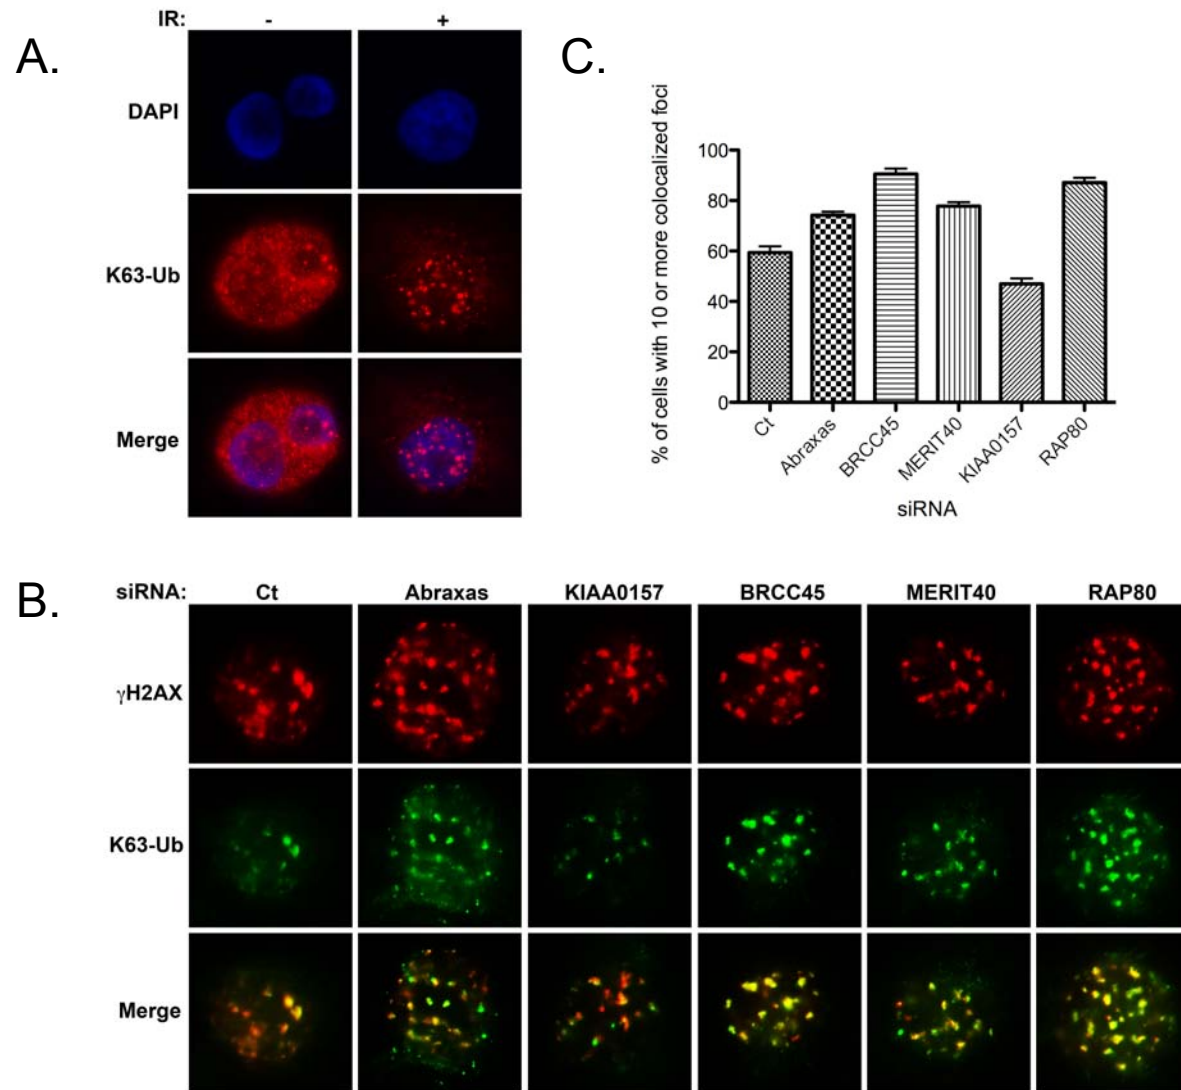 A.
IR: - +
DAPI
K63-Ub
Merge
C.
% of cells with 10 or more colocalized foci
100
80
60
40
20
0
Ct Abraxas BRCC45 MERIT40 KIAA0157 RAP80
siRNA
B.
siRNA: Ct Abraxas KIAA0157 BRCC45 MERIT40 RAP80
γH2AX
K63-Ub
Merge